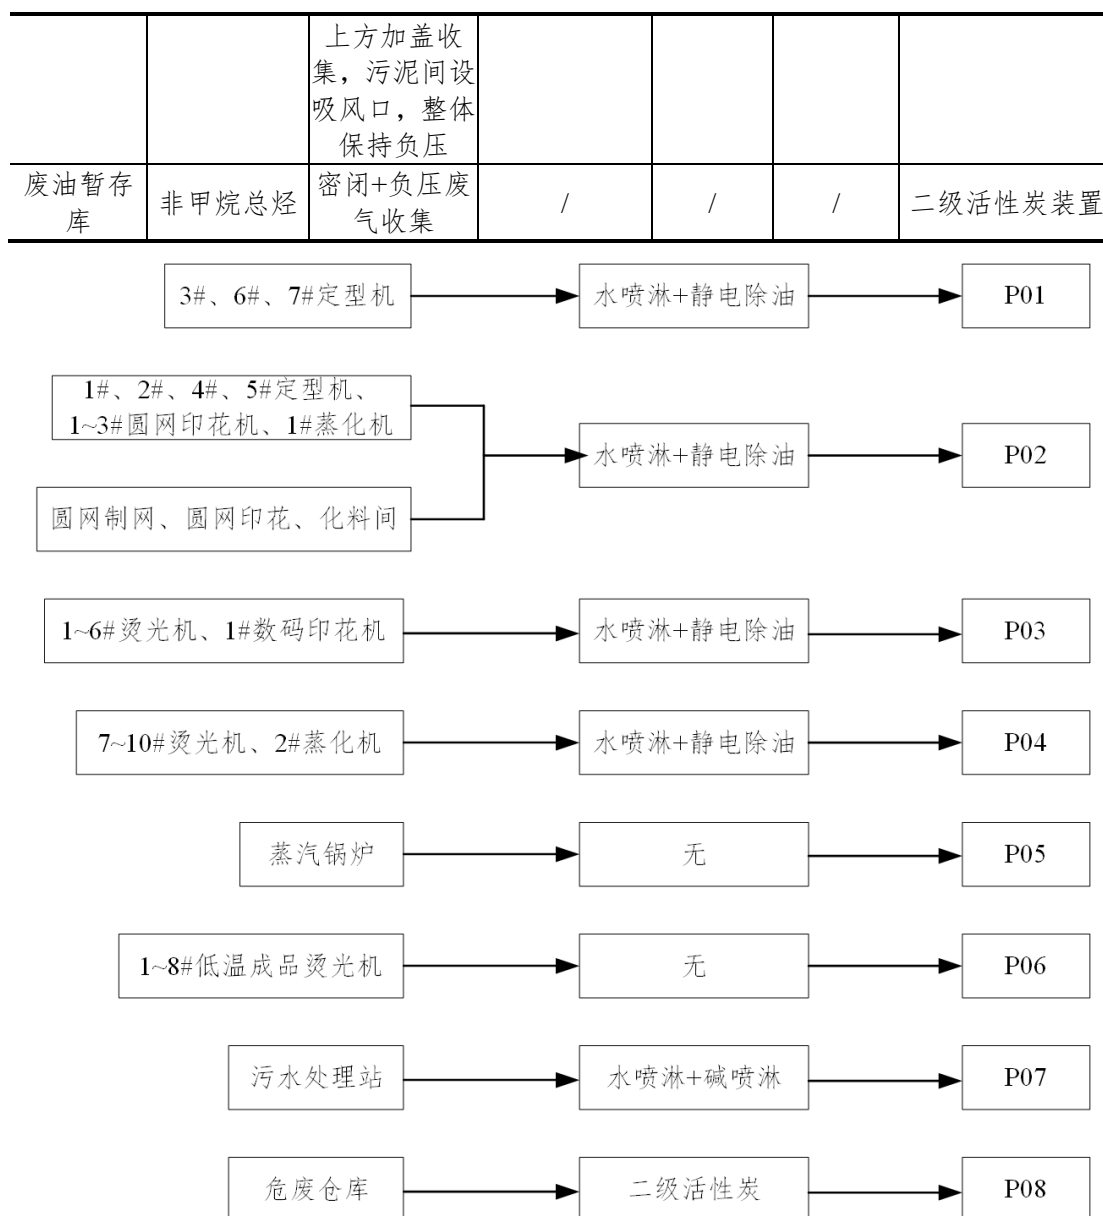 上方加盖收
集，污泥间设
吸风口，整体
保持负压
废油暂存
库
非甲烷总烃
密闭+负压废
气收集
/
/
/
二级活性炭装置
3#、6#、7#定型机
水喷淋+静电除油
P01
1#、2#、4#、5#定型机、
1~3#圆网印花机、1#蒸化机
水喷淋+静电除油
P02
圆网制网、圆网印花、化料间
1~6#烫光机、1#数码印花机
水喷淋+静电除油
P03
7~10#烫光机、2#蒸化机
水喷淋+静电除油
P04
蒸汽锅炉
无
P05
1~8#低温成品烫光机
无
P06
污水处理站
水喷淋+碱喷淋
P07
危废仓库
二级活性炭
P08